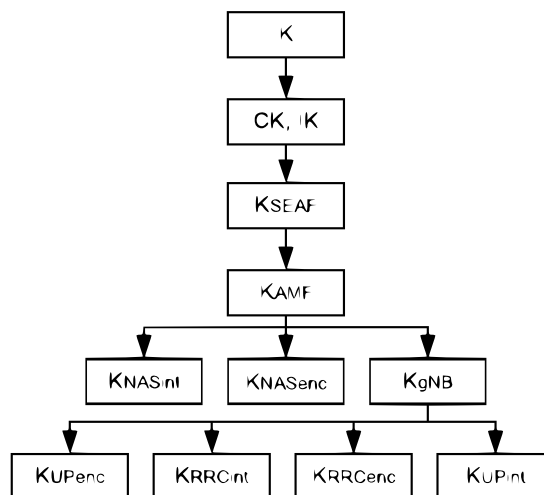 K
CK, IK
KSEAF
KAMF
KNASint KNASenc KgNB
KUPenc KRRCint KRRCenc KUPint